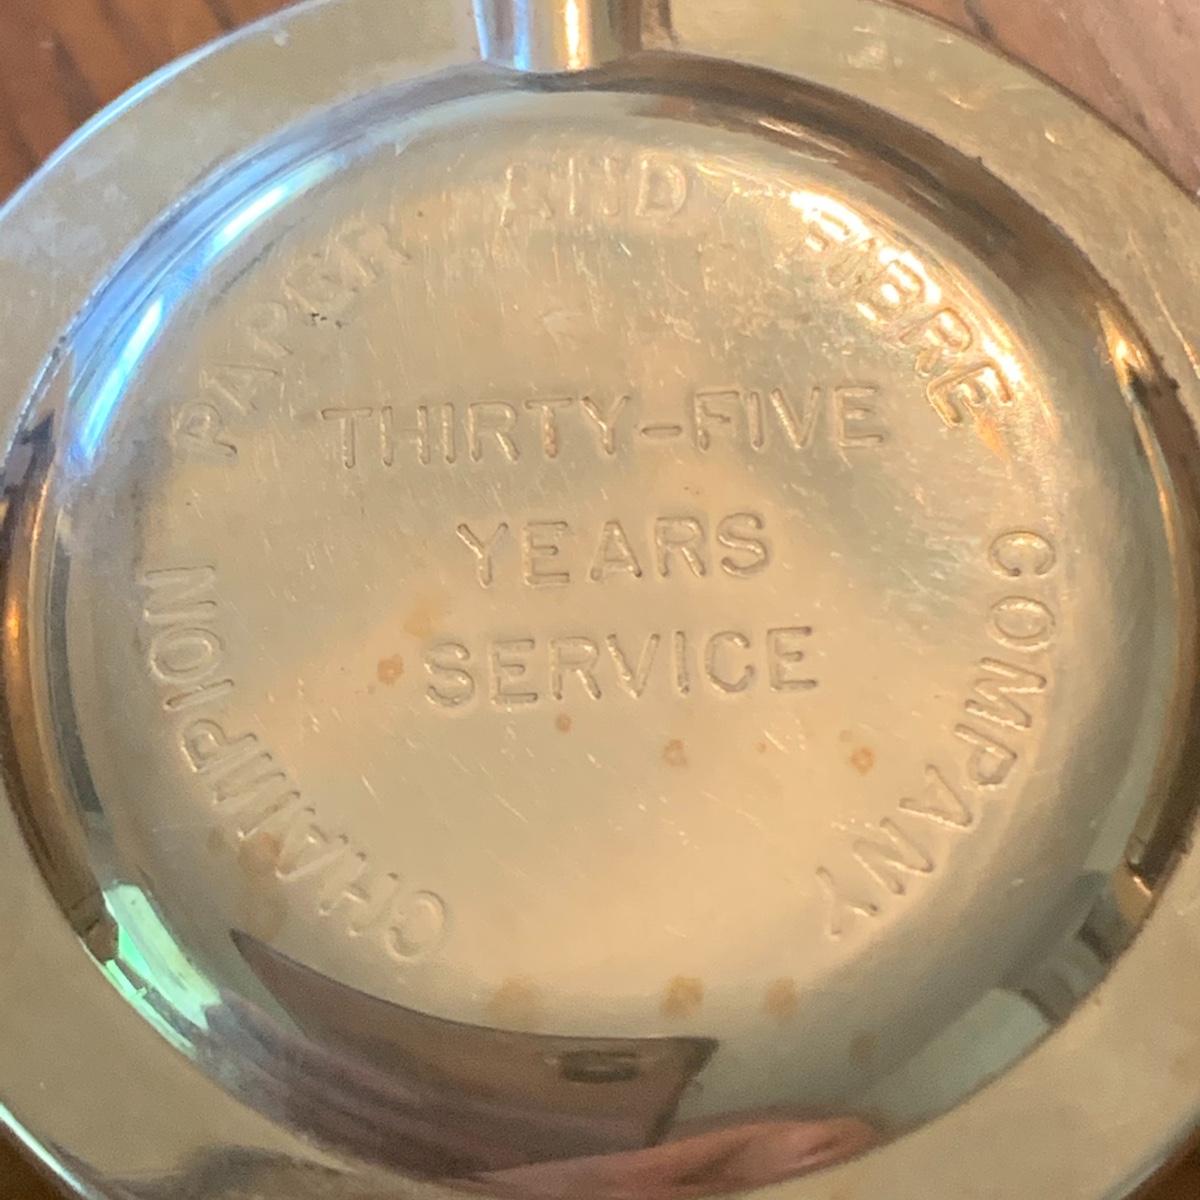 CHAMPION PAPER AND FIBRE COMPANY
THIRTY-FIVE
YEARS
SERVICE